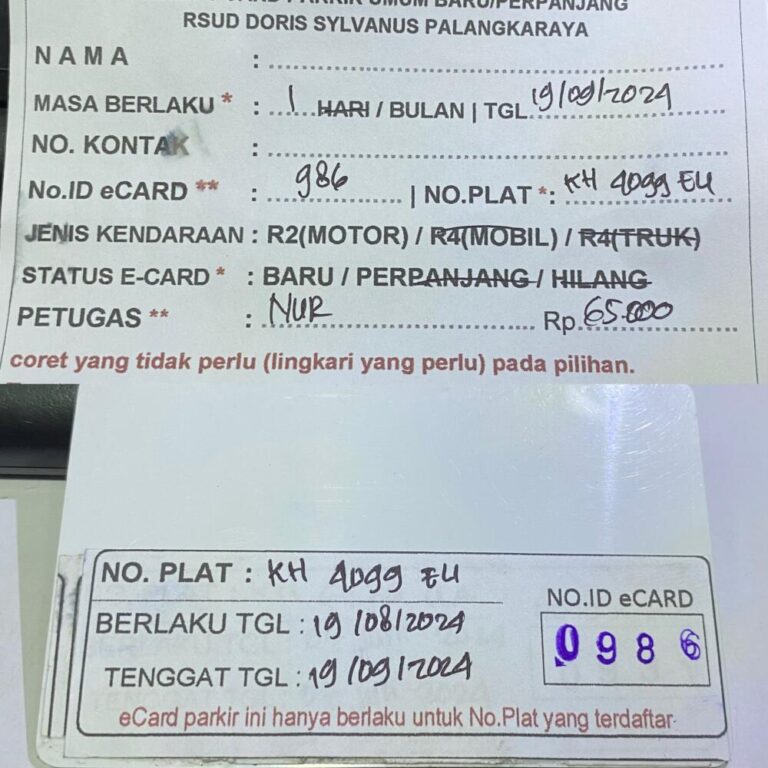 PARKIR UMUM BARU/PERPANJANG
RSUD DORIS SYLVANUS PALANGKARAYA
NAMA :
MASA BERLAKU * : 1 HARI / BULAN | TGL 19/09/2024
NO. KONTAK :
No.ID eCARD ** : 986 | NO.PLAT *: KH 4099 EU
JENIS KENDARAAN : R2(MOTOR) / R4(MOBIL) / R4(TRUK)
STATUS E-CARD * : BARU / PERPANJANG / HILANG
PETUGAS ** : NUR Rp. 65.000
coret yang tidak perlu (lingkari yang perlu) pada pilihan.
NO. PLAT : KH 4099 EU
BERLAKU TGL : 19/08/2024
TENGGAT TGL : 19/09/2024
NO.ID eCARD
0986
eCard parkir ini hanya berlaku untuk No.Plat yang terdaftar